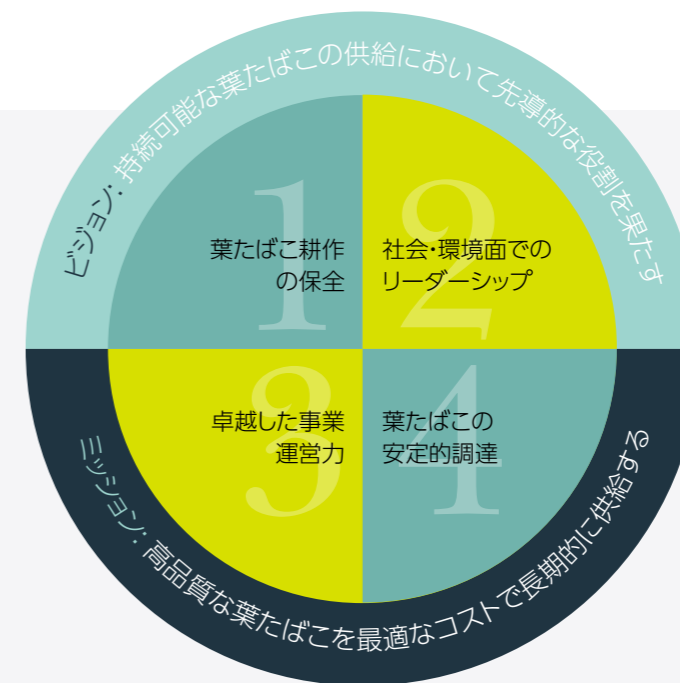 ビジョン: 持続可能な葉たばこの供給において先導的な役割を果たす
1
葉たばこ耕作
の保全
2
社会・環境面での
リーダーシップ
3
卓越した事業
運営力
4
葉たばこの
安定的調達
ミッション: 高品質な葉たばこを最適なコストで長期的に供給する